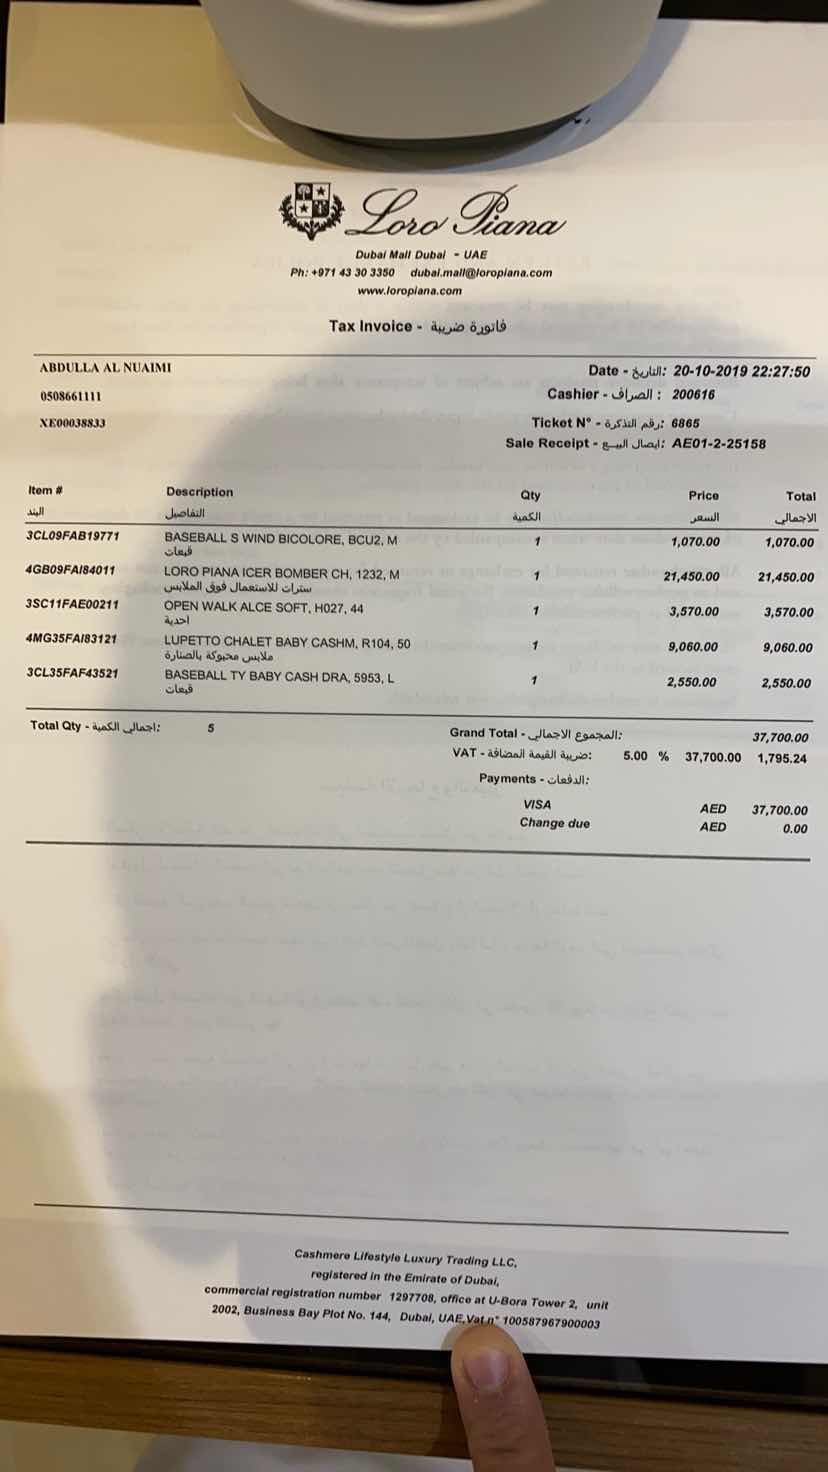 Loro Piana
Dubai Mall Dubai - UAE
Ph: +971 43 30 3350 dubai.mall@loropiana.com
www.loropiana.com
Tax Invoice - فاتورة ضريبة
ABDULLA AL NUAIMI
0508661111
XE00038833
Date - التاريخ: 20-10-2019 22:27:50
Cashier - الصراف : 200616
Ticket N° - رقم التذكرة: 6865
Sale Receipt - ايصال البيع: AE01-2-25158
Item # Description Qty Price Total
البند التفاصيل الكمية السعر الاجمالي
3CL09FAB19771 BASEBALL S WIND BICOLORE, BCU2, M 1 1,070.00 1,070.00
قبعات
4GB09FAI84011 LORO PIANA ICER BOMBER CH, 1232, M 1 21,450.00 21,450.00
سترات للاستعمال فوق الملابس
3SC11FAE00211 OPEN WALK ALCE SOFT, H027, 44 1 3,570.00 3,570.00
احدية
4MG35FAI83121 LUPETTO CHALET BABY CASHM, R104, 50 1 9,060.00 9,060.00
ملابس محبوكة بالصنارة
3CL35FAF43521 BASEBALL TY BABY CASH DRA, 5953, L 1 2,550.00 2,550.00
قبعات
Total Qty - اجمالي الكمية: 5
Grand Total - المجموع الاجمالي: 37,700.00
VAT - ضريبة القيمة المضافة: 5.00 % 37,700.00 1,795.24
Payments - الدفعات:
VISA AED 37,700.00
Change due AED 0.00
Cashmere Lifestyle Luxury Trading LLC,
registered in the Emirate of Dubai,
commercial registration number 1297708, office at U-Bora Tower 2, unit
2002, Business Bay Plot No. 144, Dubai, UAE,Vat n° 100587967900003